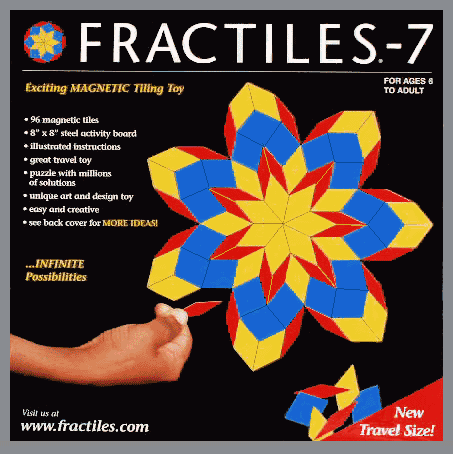 FRACTILES®-7
FOR AGES 6
TO ADULT
Exciting MAGNETIC Tiling Toy
• 96 magnetic tiles
• 8" x 8" steel activity board
• illustrated instructions
• great travel toy
• puzzle with millions
of solutions
• unique art and design toy
• easy and creative
• see back cover for MORE IDEAS!
...INFINITE
Possibilities
Visit us at
www.fractiles.com
New
Travel Size!